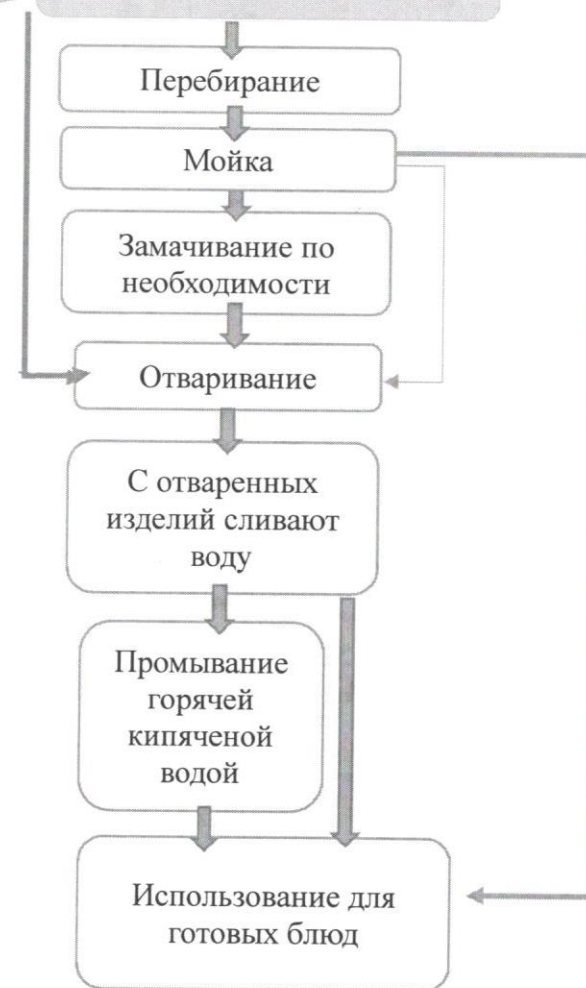 Перебирание
Мойка
Замачивание по
необходимости
Отваривание
С отваренных
изделий сливают
воду
Промывание
горячей
кипяченой
водой
Использование для
готовых блюд